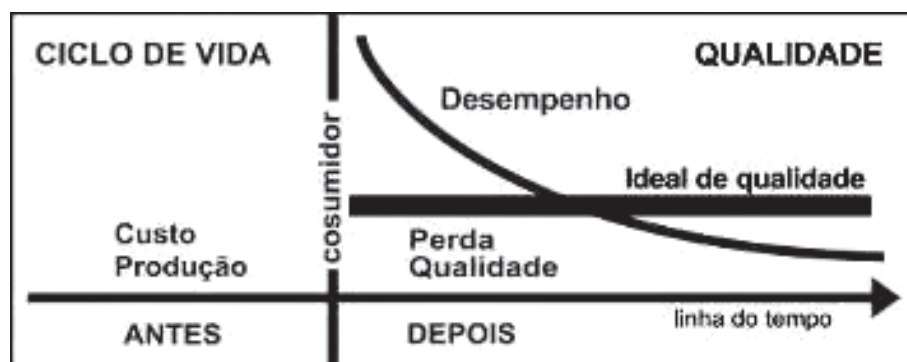 CICLO DE VIDA
QUALIDADE
Desempenho
cosumidor
Ideal de qualidade
Custo
Produção
Perda
Qualidade
linha do tempo
ANTES
DEPOIS